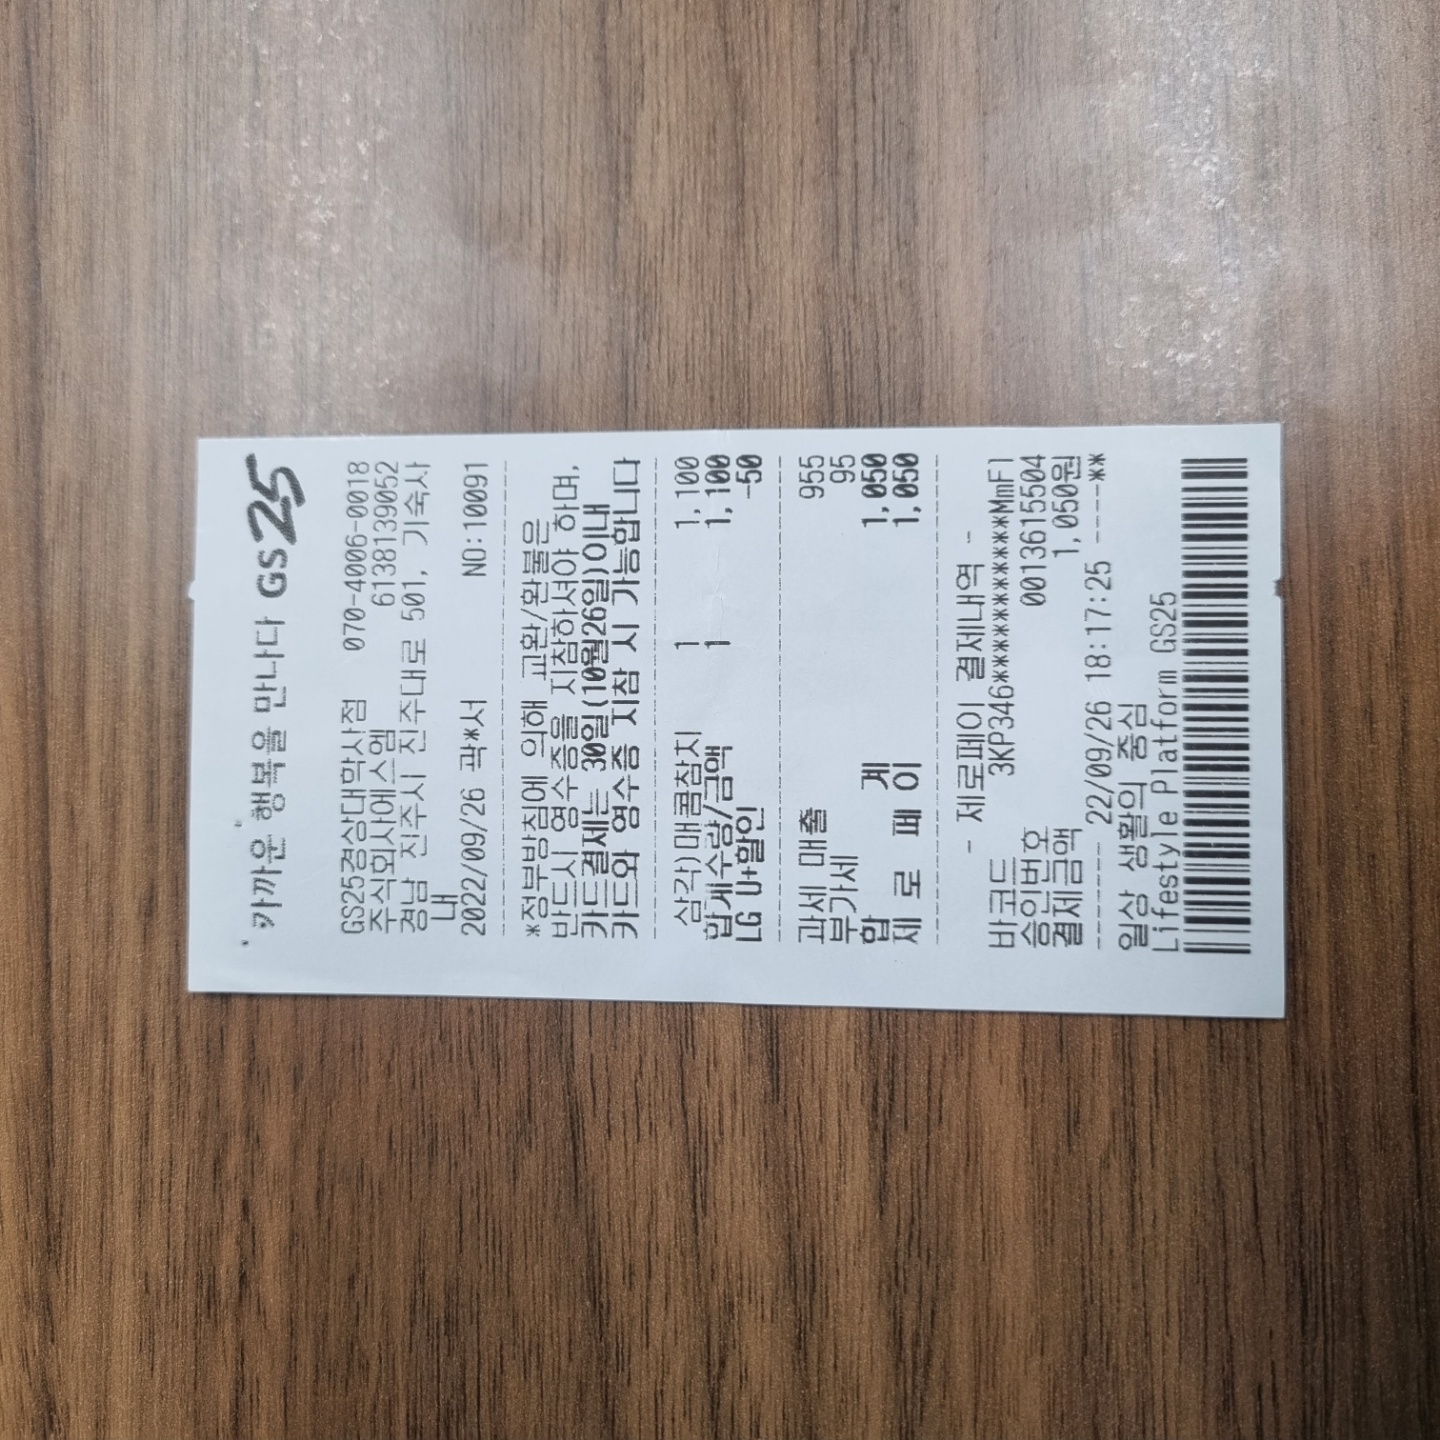 카까운 행복을 만나다 GS25
GS25경상대학사점 070-4006-0018
주식회사에스엠 6138139052
경남 진주시 진주대로 501, 기숙사
내
2022/09/26 곽*서 NO:10091
*정부방침에 의해 교환/환불은
반드시 영수증을 지참하셔야 하며,
카드결제는 30일(10월26일)이내
카드와 영수증 지참 시 가능합니다
삼각)매콤참치 1 1,100
합계수량/금액 1 1,100
LG U+할인 -50
과세 매출 955
부가세 95
합 계 1,050
제 로 페 이 1,050
- 제로페이 결제내역 -
바코드 3KP346***********MmFl
승인번호 0013615504
결제금액 1,050원
------- 22/09/26 18:17:25 ----**
일상 생활의 중심
Lifestyle Platform GS25